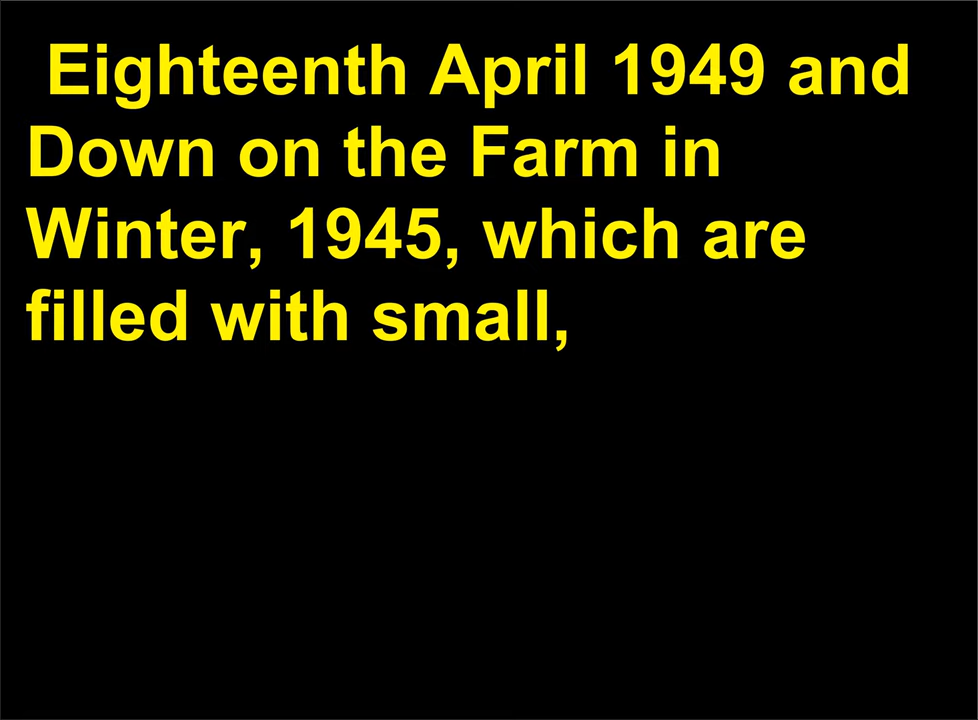 Eighteenth April 1949 and
Down on the Farm in
Winter, 1945, which are
filled with small,